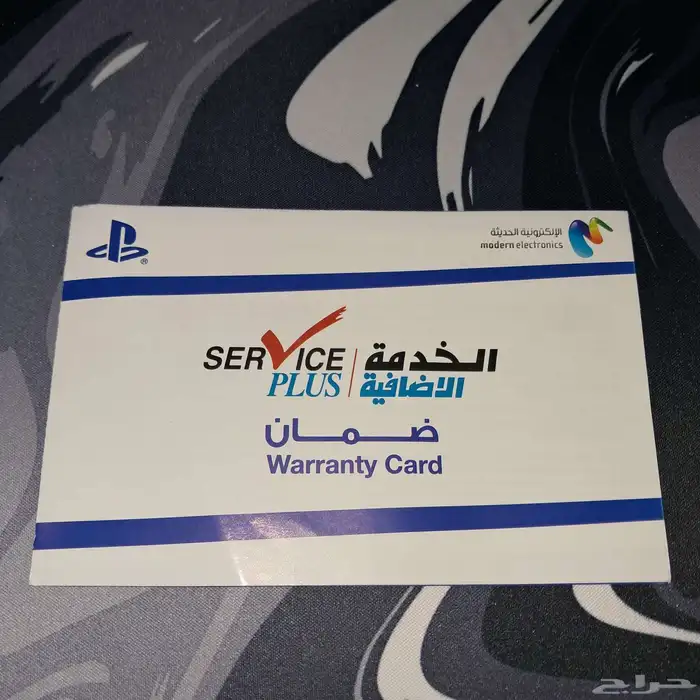 الإلكترونية الحديثة
modern electronics
SERVICE PLUS
الخدمة الاضافية
ضمان
Warranty Card
حراج